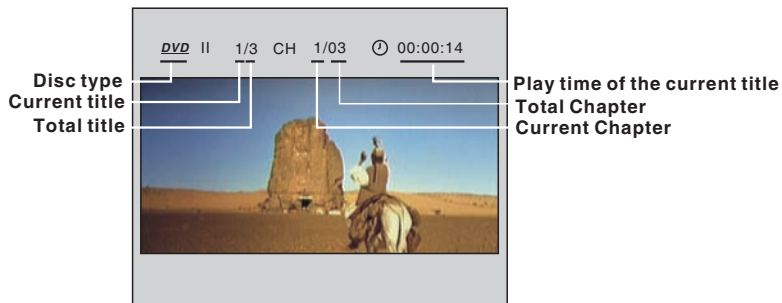 DVD II 1/3 CH 1/03 00:00:14
Disc type
Current title
Total title
Play time of the current title
Total Chapter
Current Chapter